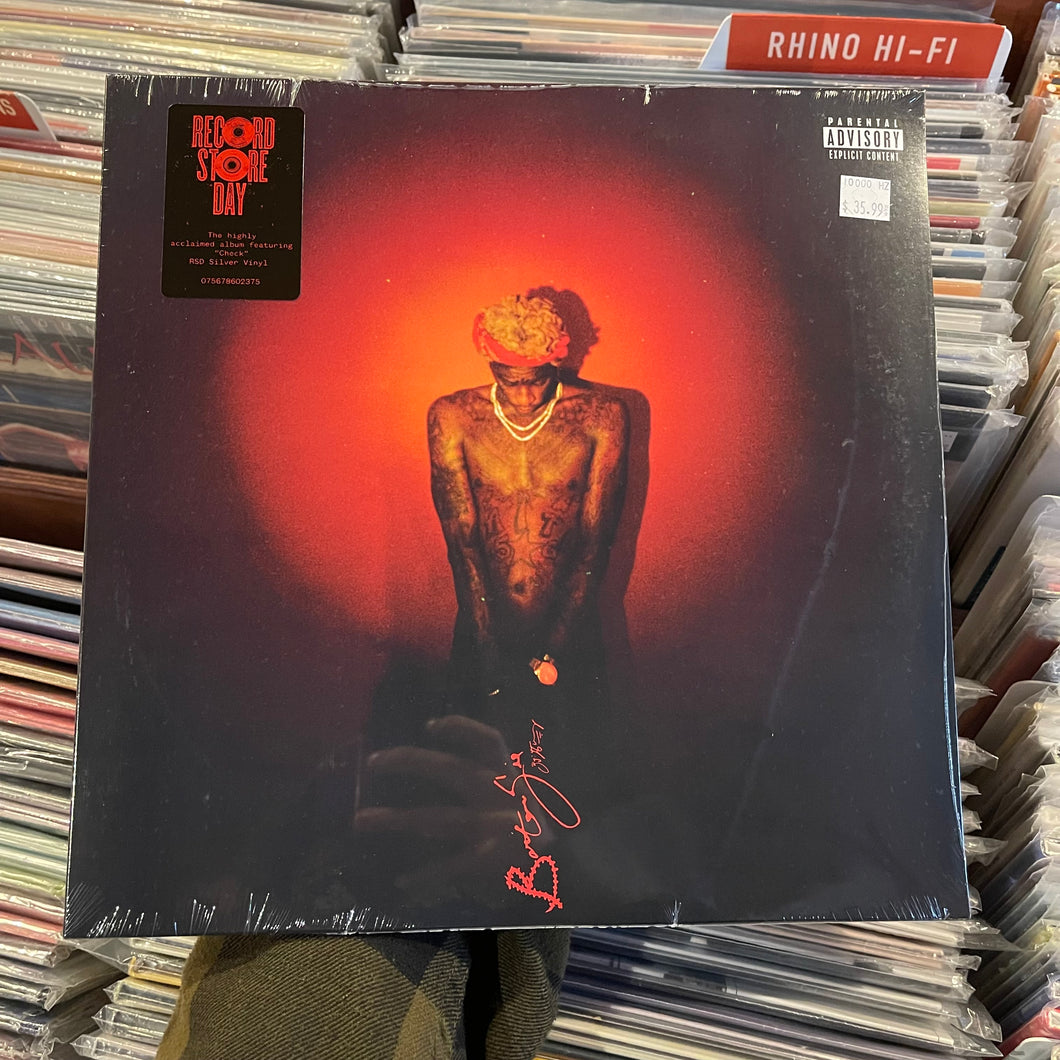 RHINO HI-FI
RECORD
STORE
DAY
The highly
acclaimed album featuring
"Check"
RSD Silver Vinyl
075678602375
PARENTAL
ADVISORY
EXPLICIT CONTENT
10000 HZ
$ 35.99